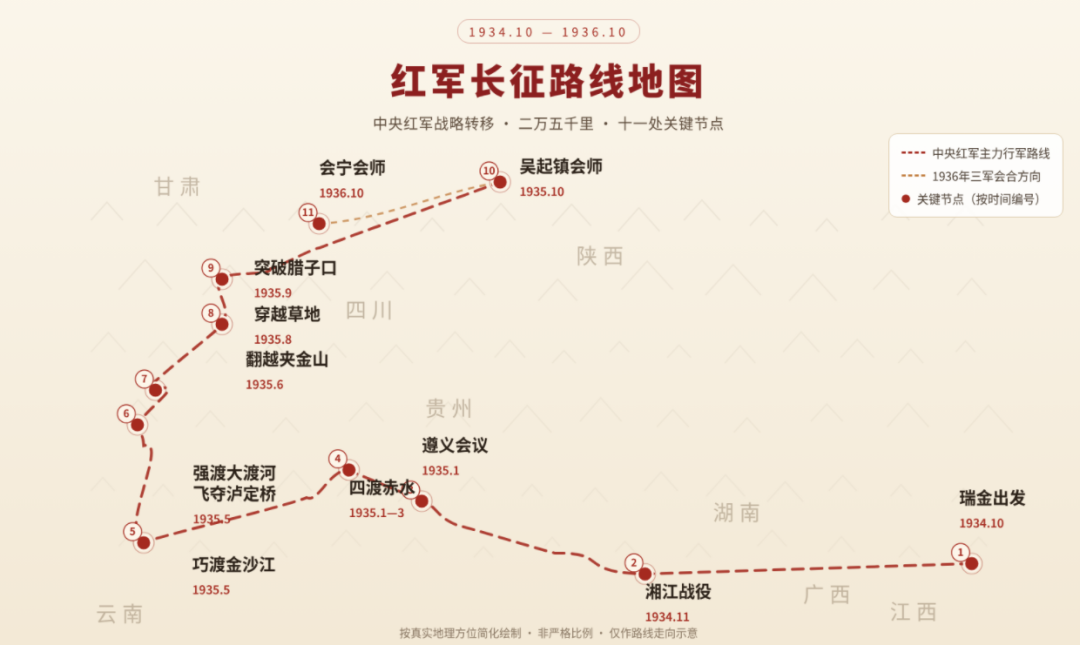 1934.10 — 1936.10
红军长征路线地图
中央红军战略转移 · 二万五千里 · 十一处关键节点
中央红军主力行军路线
1936年三军会合方向
关键节点（按时间编号）
甘肃
会宁会师
1936.10
11
10
吴起镇会师
1935.10
陕西
9
突破腊子口
1935.9
四川
8
穿越草地
1935.8
翻越夹金山
1935.6
7
6
贵州
遵义会议
1935.1
4
四渡赤水
1935.1—3
强渡大渡河
飞夺泸定桥
1935.5
5
巧渡金沙江
1935.5
云南
湖南
瑞金出发
1934.10
1
2
湘江战役
1934.11
广西
江西
按真实地理方位简化绘制 · 非严格比例 · 仅作路线走向示意